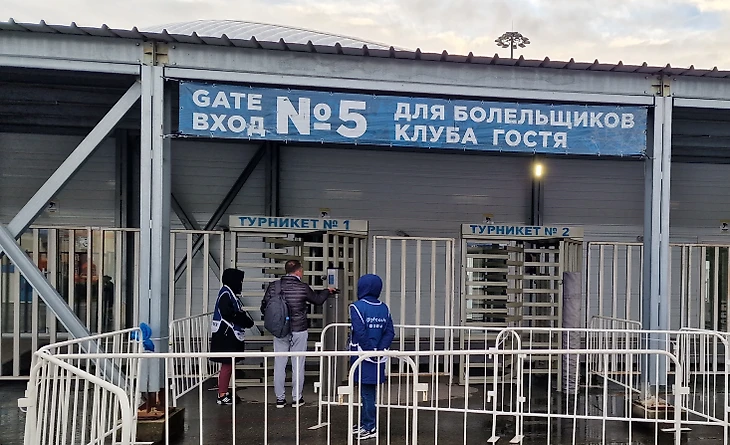 GATE
ВХОД
№5
ДЛЯ БОЛЕЛЬЩИКОВ
КЛУБА ГОСТЯ
ТУРНИКЕТ № 1
ТУРНИКЕТ № 2